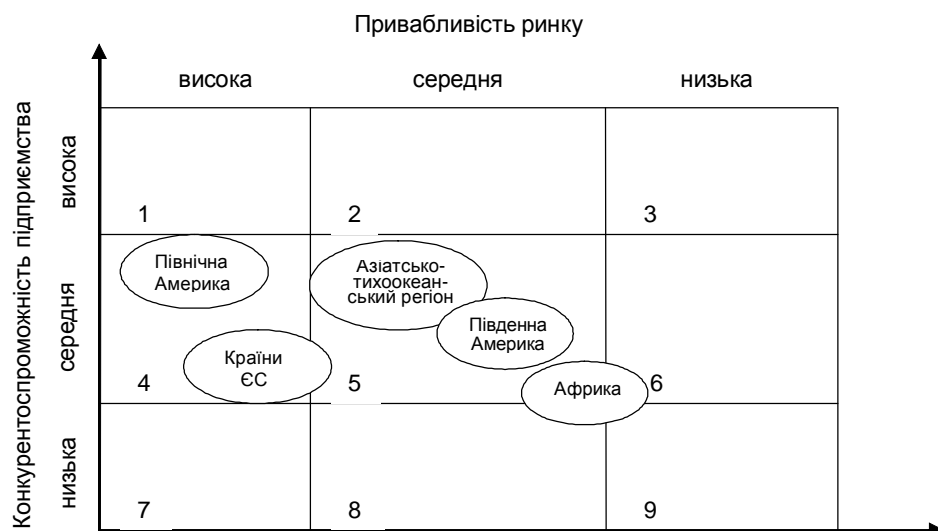 Привабливість ринку
висока
середня
низька
Конкурентоспроможність підприємства
висока
середня
низька
1
2
3
Північна
Америка
Азіатсько-
тихоокеан-
ський регіон
Південна
Америка
Країни
ЄС
Африка
4
5
6
7
8
9